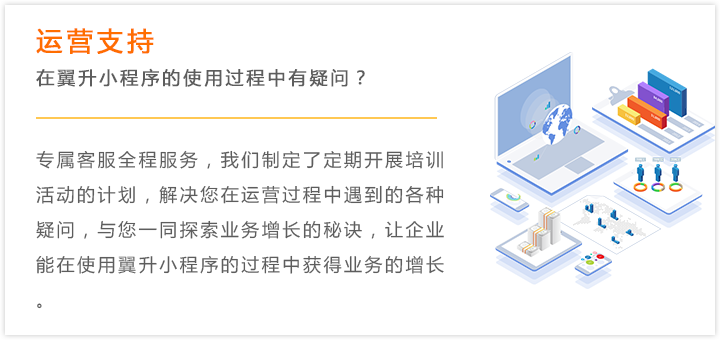 运营支持
在翼升小程序的使用过程中有疑问？
专属客服全程服务，我们制定了定期开展培训
活动的计划，解决您在运营过程中遇到的各种
疑问，与您一同探索业务增长的秘诀，让企业
能在使用翼升小程序的过程中获得业务的增长
。